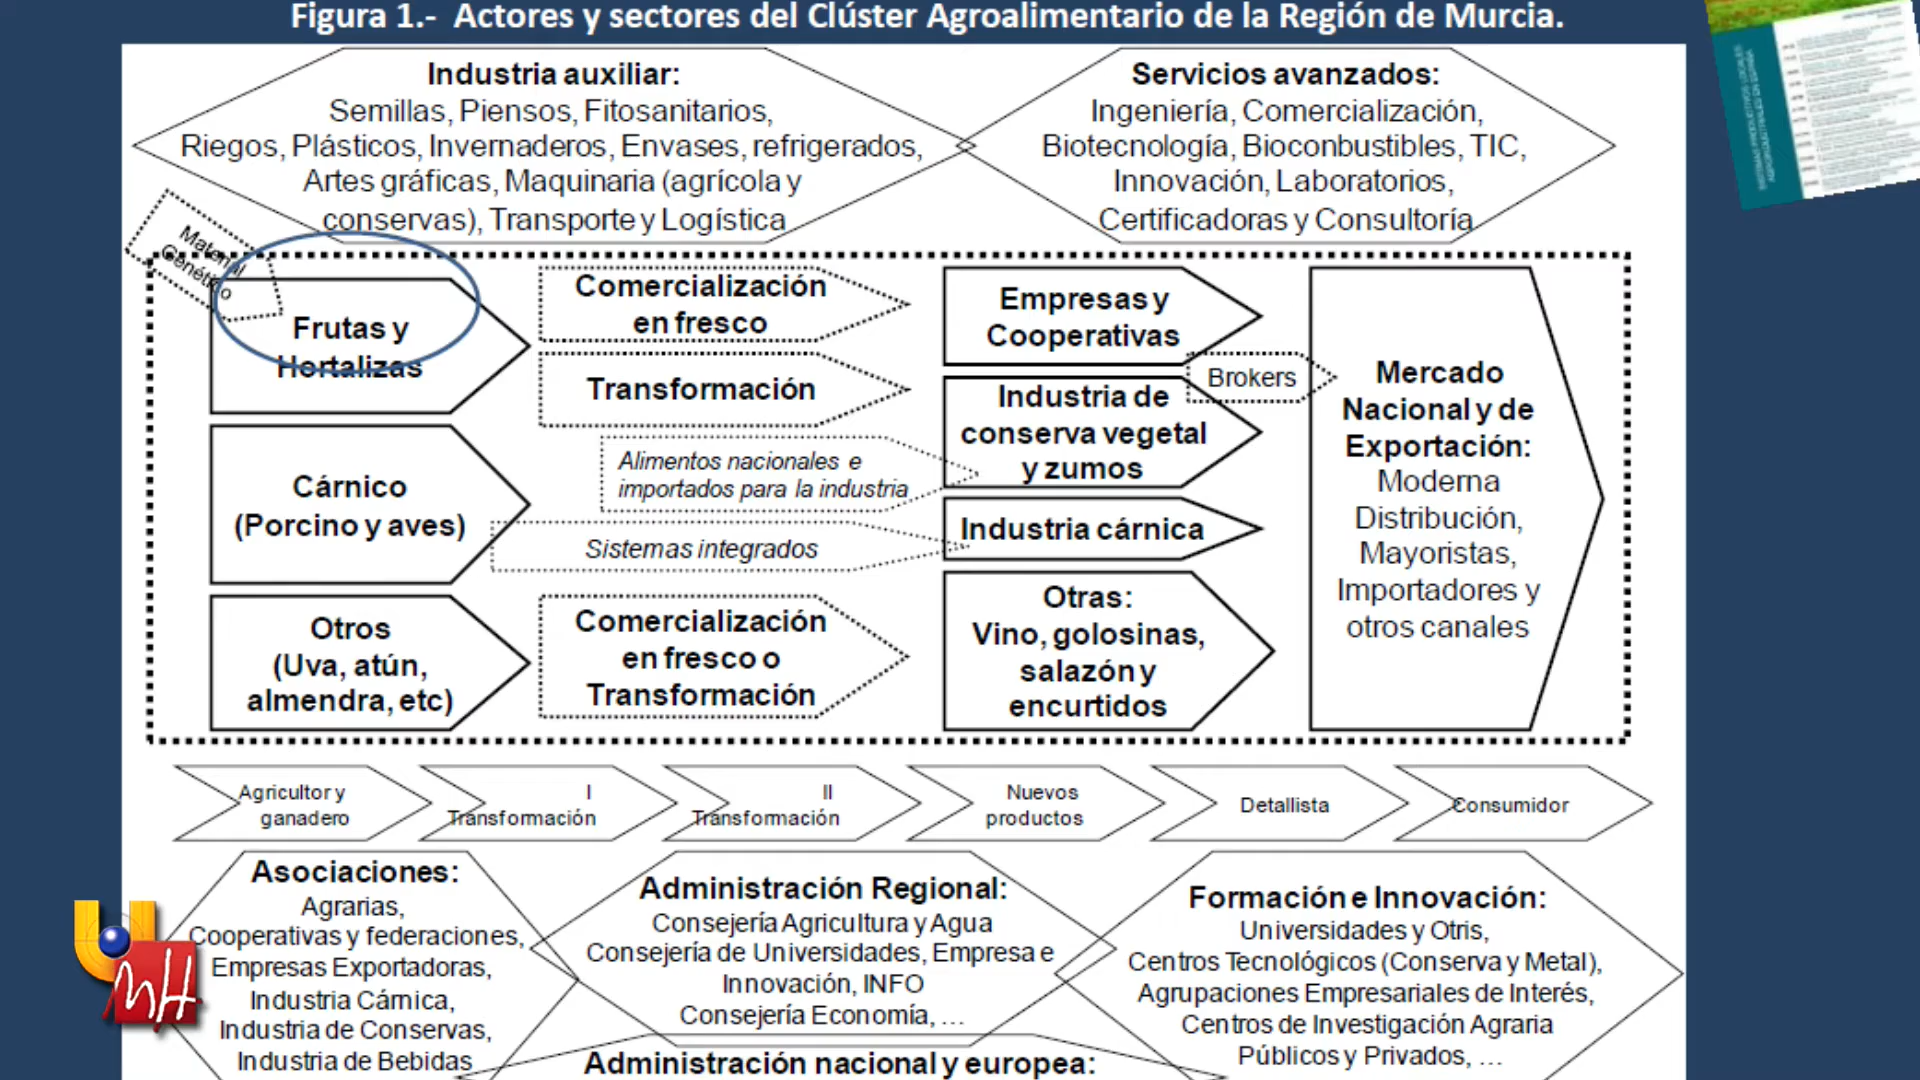 Figura 1.- Actores y sectores del Clúster Agroalimentario de la Región de Murcia.
Industria auxiliar:
Semillas, Piensos, Fitosanitarios,
Riegos, Plásticos, Invernaderos, Envases, refrigerados,
Artes gráficas, Maquinaria (agrícola y
conservas), Transporte y Logística
Servicios avanzados:
Ingeniería, Comercialización,
Biotecnología, Bioconbustibles, TIC,
Innovación, Laboratorios,
Certificadoras y Consultoría
Material
Genético
Frutas y
Hortalizas
Comercialización
en fresco
Transformación
Empresas y
Cooperativas
Brokers
Industria de
conserva vegetal
y zumos
Mercado
Nacional y de
Exportación:
Moderna
Distribución,
Mayoristas,
Importadores y
otros canales
Alimentos nacionales e
importados para la industria
Cárnico
(Porcino y aves)
Sistemas integrados
Industria cárnica
Otros
(Uva, atún,
almendra, etc)
Comercialización
en fresco o
Transformación
Otras:
Vino, golosinas,
salazón y
encurtidos
Agricultor y
ganadero
I
Transformación
II
Transformación
Nuevos
productos
Detallista
Consumidor
Asociaciones:
Agrarias,
Cooperativas y federaciones,
Empresas Exportadoras,
Industria Cárnica,
Industria de Conservas,
Industria de Bebidas
Administración Regional:
Consejería Agricultura y Agua
Consejería de Universidades, Empresa e
Innovación, INFO
Consejería Economía, ...
Formación e Innovación:
Universidades y Otris,
Centros Tecnológicos (Conserva y Metal),
Agrupaciones Empresariales de Interés,
Centros de Investigación Agraria
Públicos y Privados, ...
Administración nacional y europea:
UMH